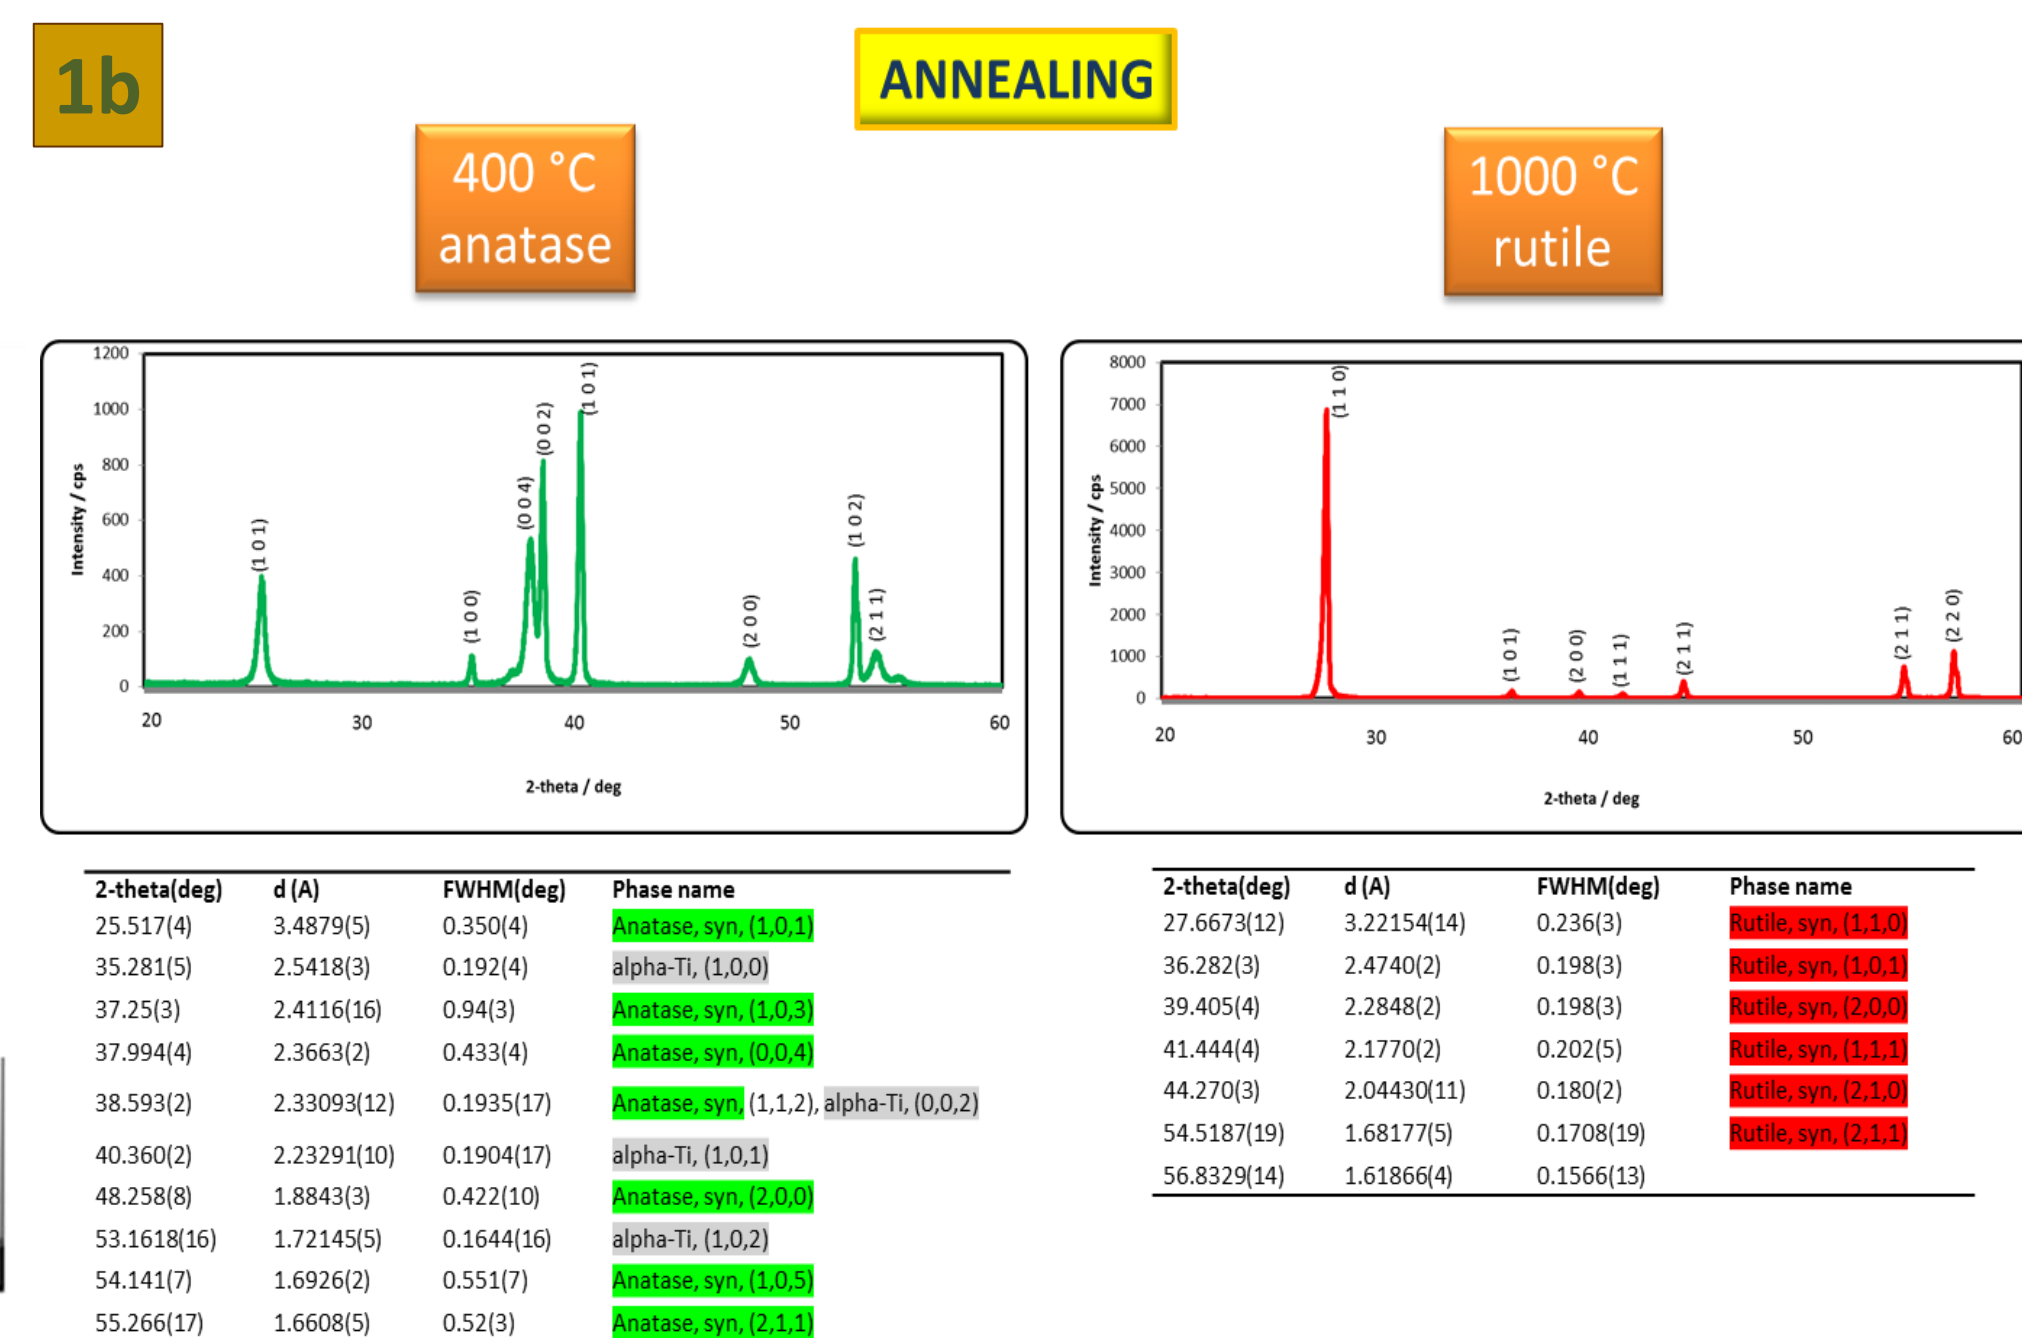 1b
ANNEALING
400 °C
anatase
1000 °C
rutile
1200
1000
800
600
400
200
0
Intensity / cps
(1 0 1)
(1 0 0)
(0 0 4)
(0 0 2)
(1 0 1)
(2 0 0)
(1 0 2)
(2 1 1)
20 30 40 50 60
2-theta / deg
8000
7000
6000
5000
4000
3000
2000
1000
0
Intensity / cps
(1 1 0)
(1 0 1)
(2 0 0)
(1 1 1)
(2 1 1)
(2 1 1)
(2 2 0)
20 30 40 50 60
2-theta / deg
2-theta(deg) d (A) FWHM(deg) Phase name
25.517(4) 3.4879(5) 0.350(4) Anatase, syn, (1,0,1)
35.281(5) 2.5418(3) 0.192(4) alpha-Ti, (1,0,0)
37.25(3) 2.4116(16) 0.94(3) Anatase, syn, (1,0,3)
37.994(4) 2.3663(2) 0.433(4) Anatase, syn, (0,0,4)
38.593(2) 2.33093(12) 0.1935(17) Anatase, syn, (1,1,2), alpha-Ti, (0,0,2)
40.360(2) 2.23291(10) 0.1904(17) alpha-Ti, (1,0,1)
48.258(8) 1.8843(3) 0.422(10) Anatase, syn, (2,0,0)
53.1618(16) 1.72145(5) 0.1644(16) alpha-Ti, (1,0,2)
54.141(7) 1.6926(2) 0.551(7) Anatase, syn, (1,0,5)
55.266(17) 1.6608(5) 0.52(3) Anatase, syn, (2,1,1)
2-theta(deg) d (A) FWHM(deg) Phase name
27.6673(12) 3.22154(14) 0.236(3) Rutile, syn, (1,1,0)
36.282(3) 2.4740(2) 0.198(3) Rutile, syn, (1,0,1)
39.405(4) 2.2848(2) 0.198(3) Rutile, syn, (2,0,0)
41.444(4) 2.1770(2) 0.202(5) Rutile, syn, (1,1,1)
44.270(3) 2.04430(11) 0.180(2) Rutile, syn, (2,1,0)
54.5187(19) 1.68177(5) 0.1708(19) Rutile, syn, (2,1,1)
56.8329(14) 1.61866(4) 0.1566(13)